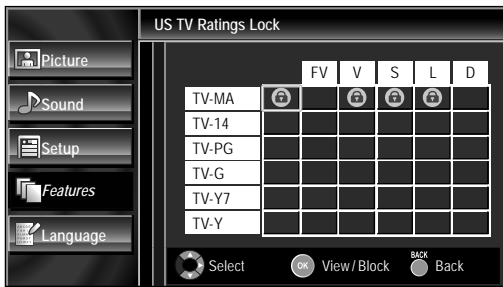 US TV Ratings Lock
Picture
Sound
Setup
Features
Language
FV V S L D
TV-MA
TV-14
TV-PG
TV-G
TV-Y7
TV-Y
Select
OK View/Block
BACK Back